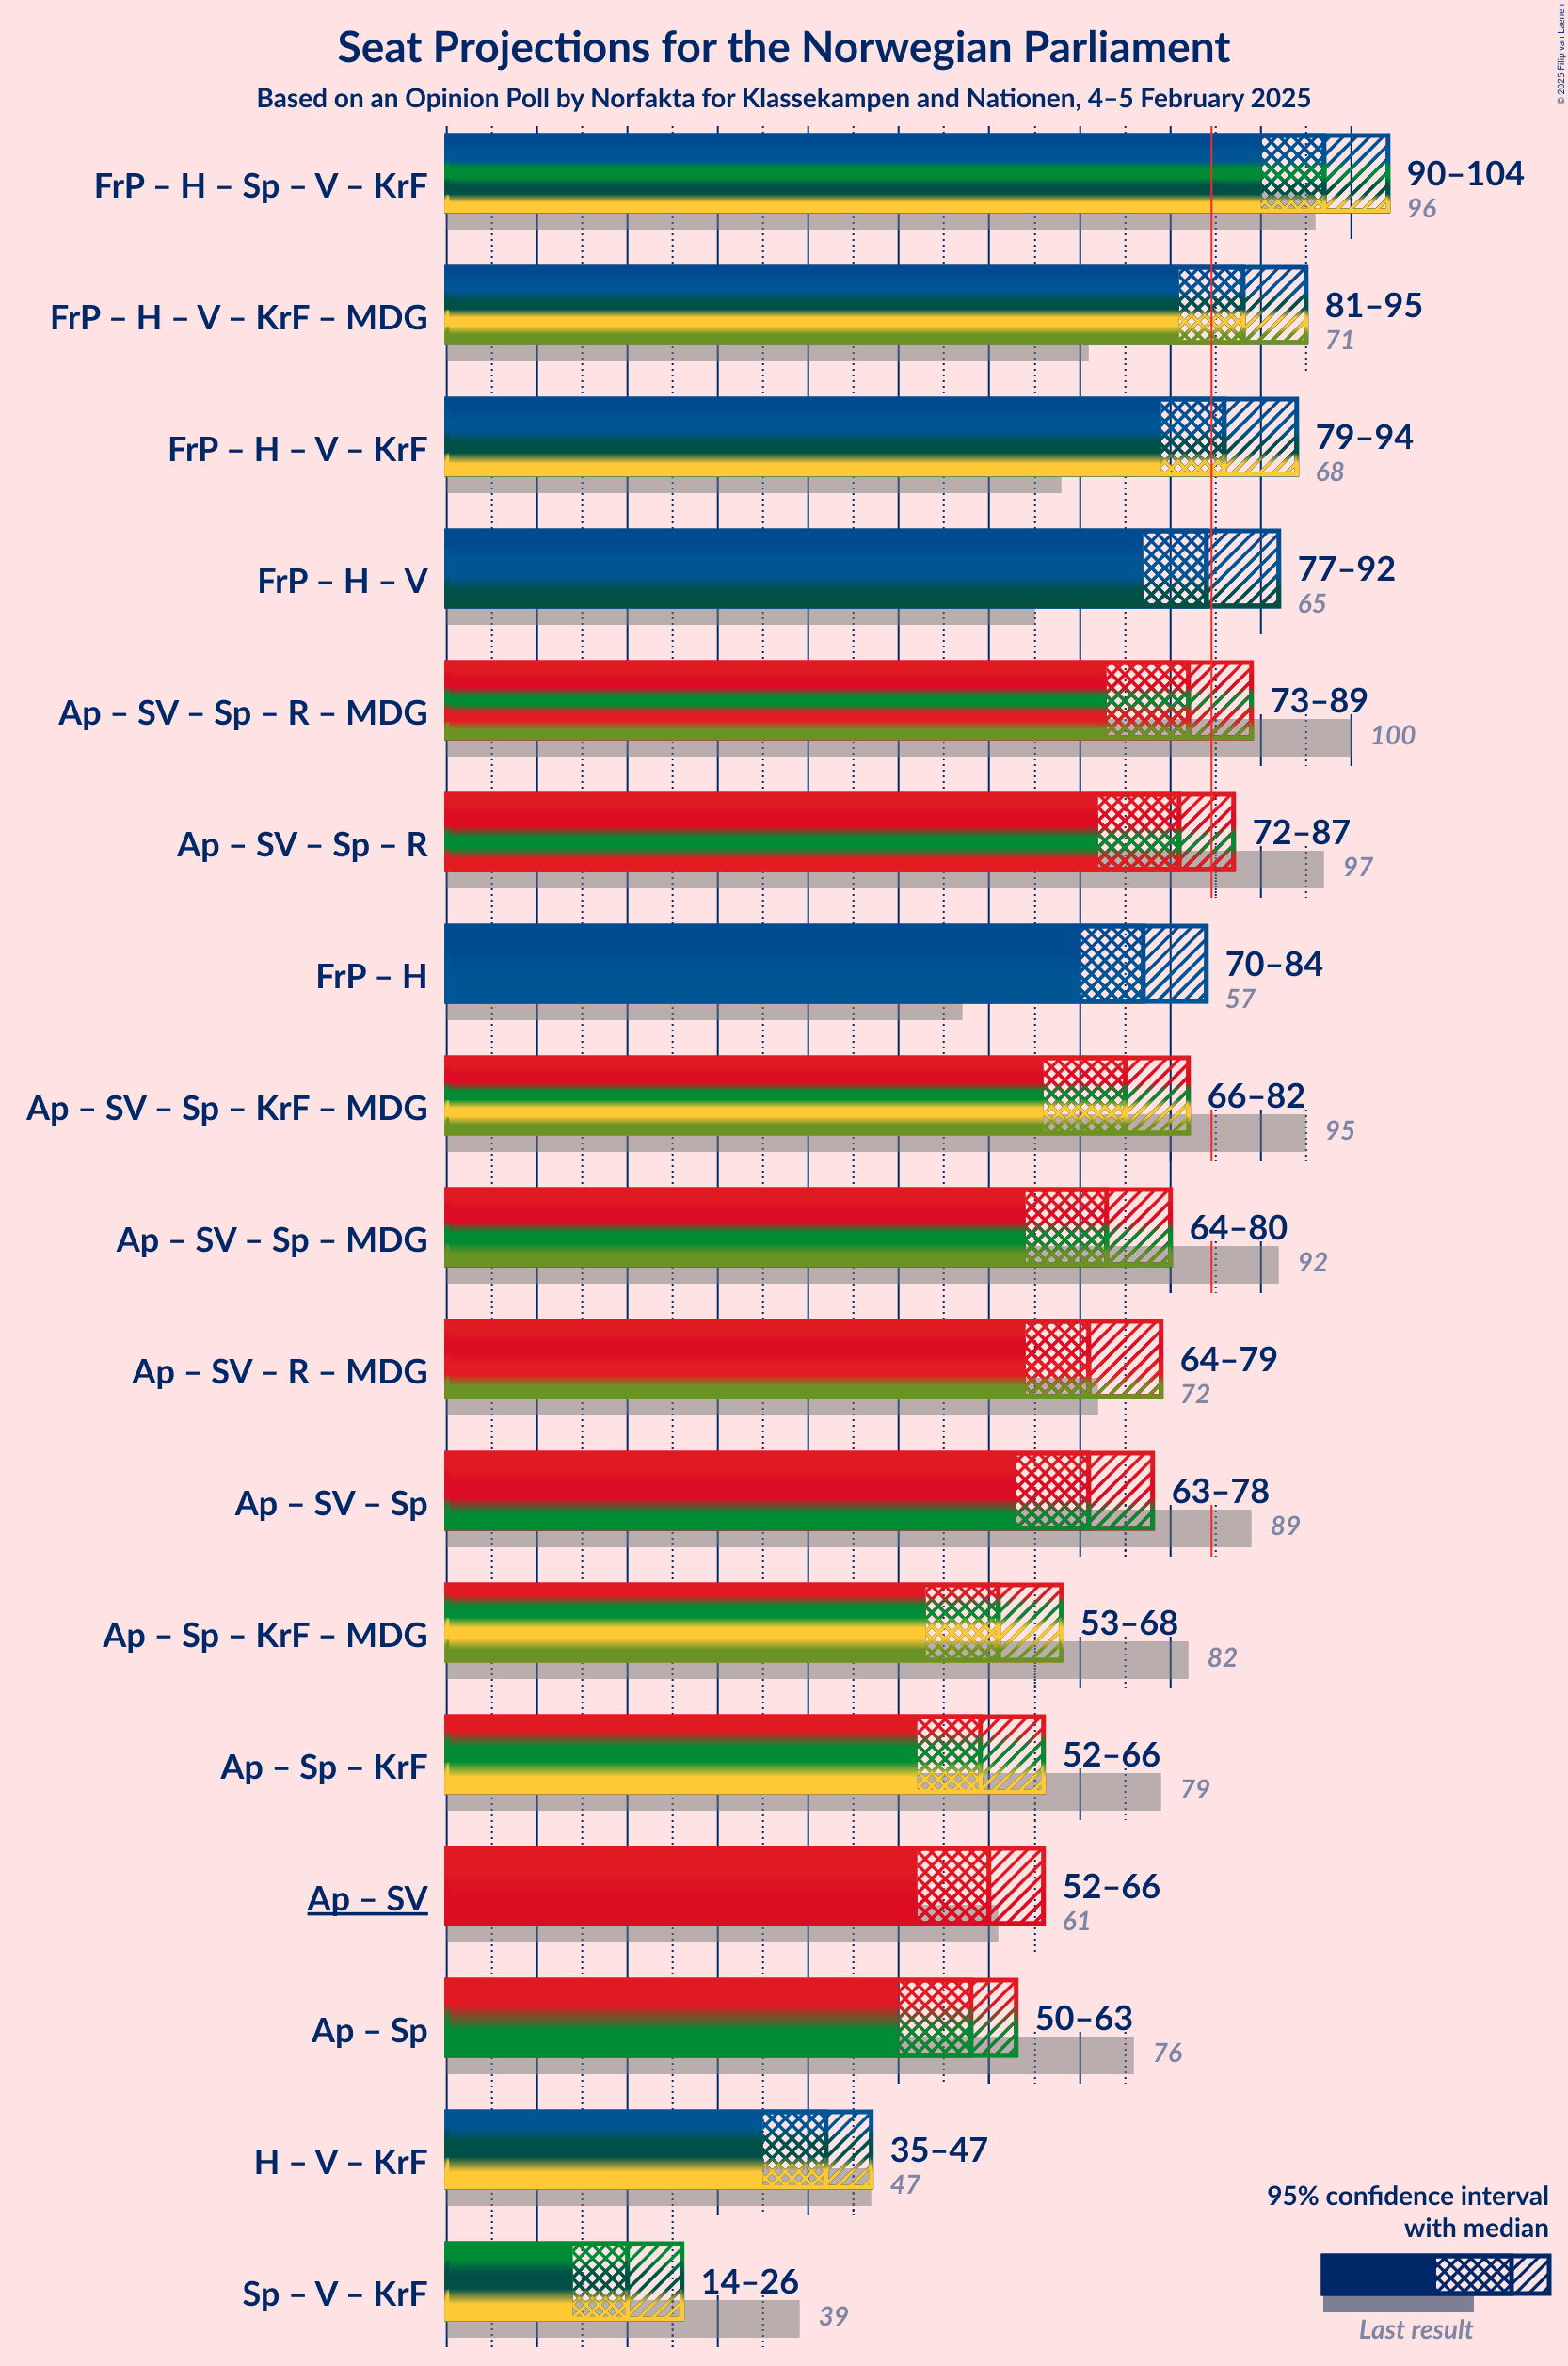 © 2025 Filip van Laenen
Seat Projections for the Norwegian Parliament
Based on an Opinion Poll by Norfakta for Klassekampen and Nationen, 4–5 February 2025
FrP – H – Sp – V – KrF
90–104
96
FrP – H – V – KrF – MDG
81–95
71
FrP – H – V – KrF
79–94
68
FrP – H – V
77–92
65
Ap – SV – Sp – R – MDG
73–89
100
Ap – SV – Sp – R
72–87
97
FrP – H
70–84
57
Ap – SV – Sp – KrF – MDG
66–82
95
Ap – SV – Sp – MDG
64–80
92
Ap – SV – R – MDG
64–79
72
Ap – SV – Sp
63–78
89
Ap – Sp – KrF – MDG
53–68
82
Ap – Sp – KrF
52–66
79
Ap – SV
52–66
61
Ap – Sp
50–63
76
H – V – KrF
35–47
47
Sp – V – KrF
14–26
39
95% confidence interval
with median
Last result